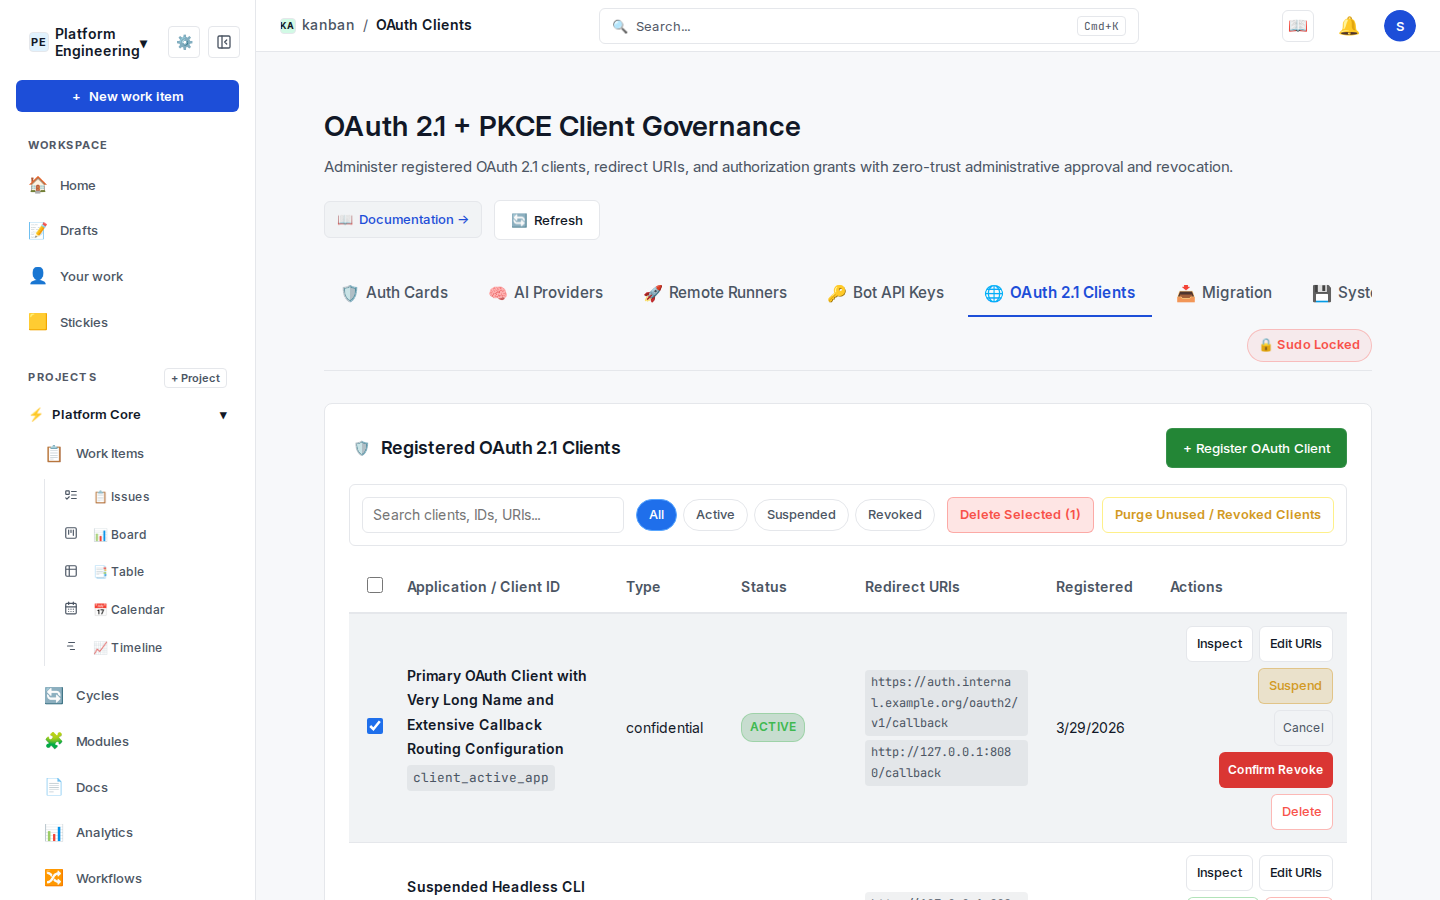 PE Platform Engineering ▾
+ New work item
WORKSPACE
Home
Drafts
Your work
Stickies
PROJECTS
+ Project
Platform Core ▾
Work Items
Issues
Board
Table
Calendar
Timeline
Cycles
Modules
Docs
Analytics
Workflows
KA kanban / OAuth Clients
Search...
Cmd+K
S
OAuth 2.1 + PKCE Client Governance
Administer registered OAuth 2.1 clients, redirect URIs, and authorization grants with zero-trust administrative approval and revocation.
Documentation →
Refresh
Auth Cards
AI Providers
Remote Runners
Bot API Keys
OAuth 2.1 Clients
Migration
Syst
Sudo Locked
Registered OAuth 2.1 Clients
+ Register OAuth Client
Search clients, IDs, URIs...
All
Active
Suspended
Revoked
Delete Selected (1)
Purge Unused / Revoked Clients
Application / Client ID
Type
Status
Redirect URIs
Registered
Actions
Primary OAuth Client with
Very Long Name and
Extensive Callback
Routing Configuration
client_active_app
confidential
ACTIVE
https://auth.interna
l.example.org/oauth2/
v1/callback
http://127.0.0.1:808
0/callback
3/29/2026
Inspect
Edit URIs
Suspend
Cancel
Confirm Revoke
Delete
Suspended Headless CLI
Inspect
Edit URIs